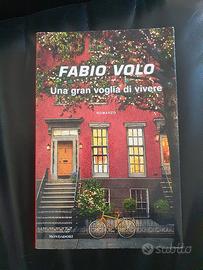 FABIO VOLO
Una gran voglia di vivere
ROMANZO
MONDADORI
subito